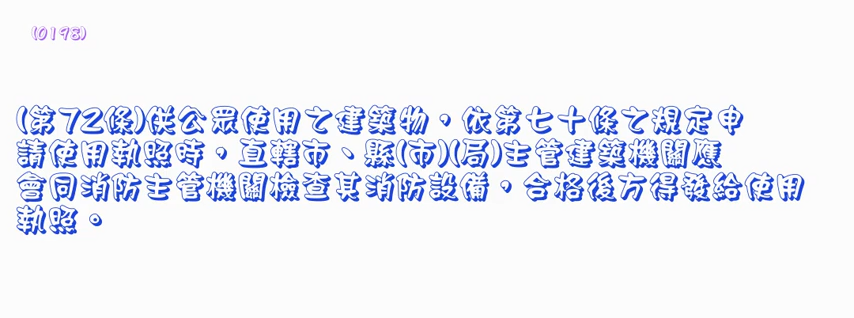 (0198)
(第72條)供公眾使用之建築物，依第七十條之規定申
請使用執照時，直轄市、縣(市)(局)主管建築機關應
會同消防主管機關檢查其消防設備，合格後方得發給使用
執照。